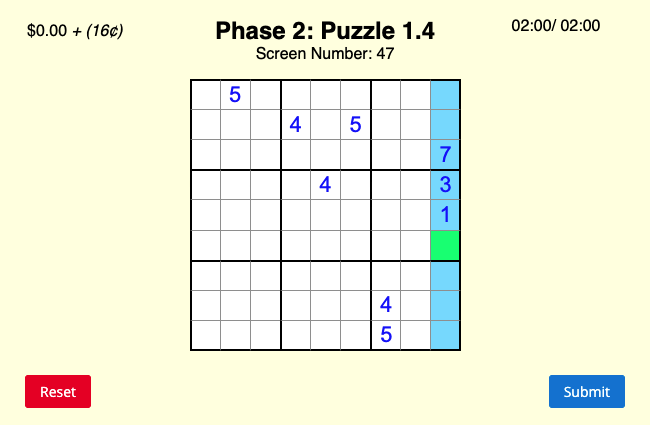 $0.00 + (16¢)
Phase 2: Puzzle 1.4
02:00/ 02:00
Screen Number: 47
5
4 5
7
4 3
1
4
5
Reset
Submit